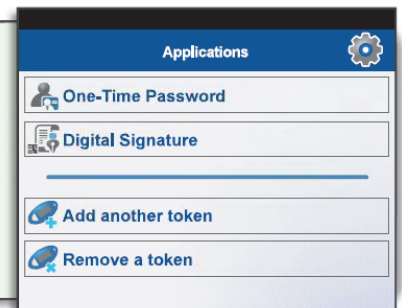 Applications
One-Time Password
Digital Signature
Add another token
Remove a token